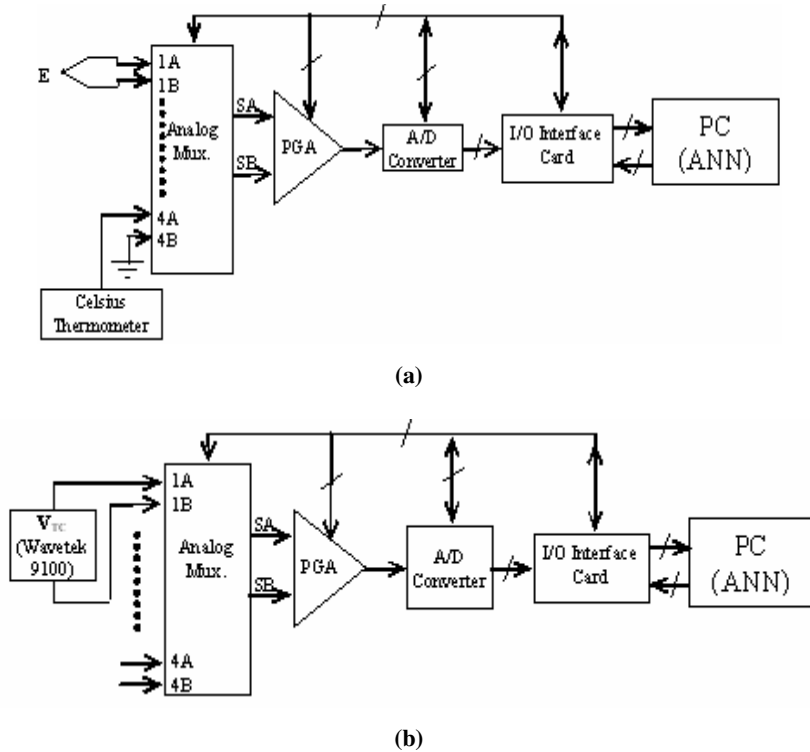 E
1A
1B
Analog
Mux.
4A
4B
SA
SB
PGA
A/D
Converter
I/O Interface
Card
PC
(ANN)
Celsius
Thermometer
(a)
V_TC
(Wavetek
9100)
1A
1B
Analog
Mux.
4A
4B
SA
SB
PGA
A/D
Converter
I/O Interface
Card
PC
(ANN)
(b)